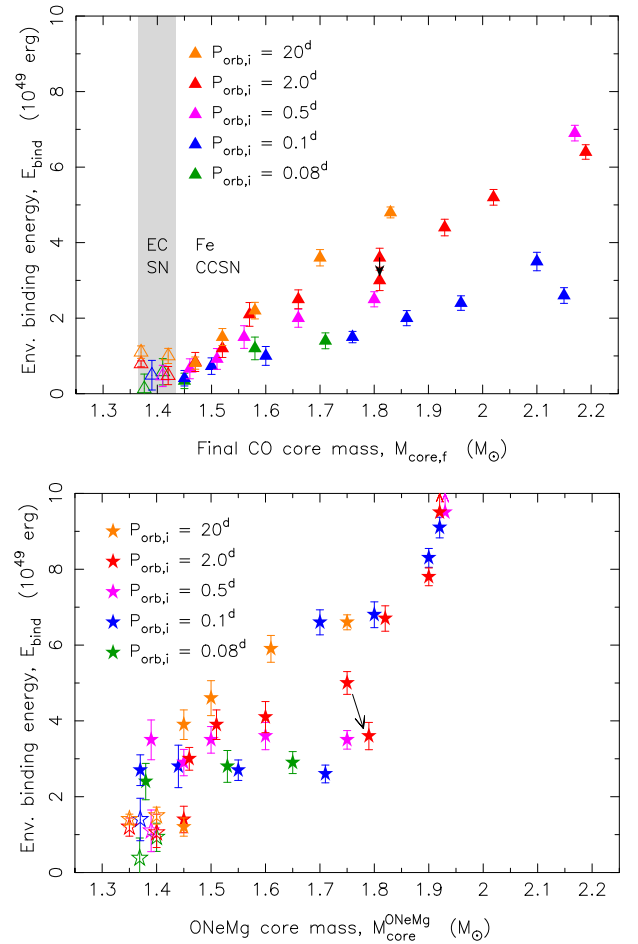 10
8
6
4
2
0
Env. binding energy, E_bind (10^49 erg)
P_orb,i = 20^d
P_orb,i = 2.0^d
P_orb,i = 0.5^d
P_orb,i = 0.1^d
P_orb,i = 0.08^d
EC Fe
SN CCSN
1.3 1.4 1.5 1.6 1.7 1.8 1.9 2 2.1 2.2
Final CO core mass, M_core,f (M_⊙)
10
8
6
4
2
0
Env. binding energy, E_bind (10^49 erg)
P_orb,i = 20^d
P_orb,i = 2.0^d
P_orb,i = 0.5^d
P_orb,i = 0.1^d
P_orb,i = 0.08^d
1.3 1.4 1.5 1.6 1.7 1.8 1.9 2 2.1 2.2
ONeMg core mass, M_core^ONeMg (M_⊙)